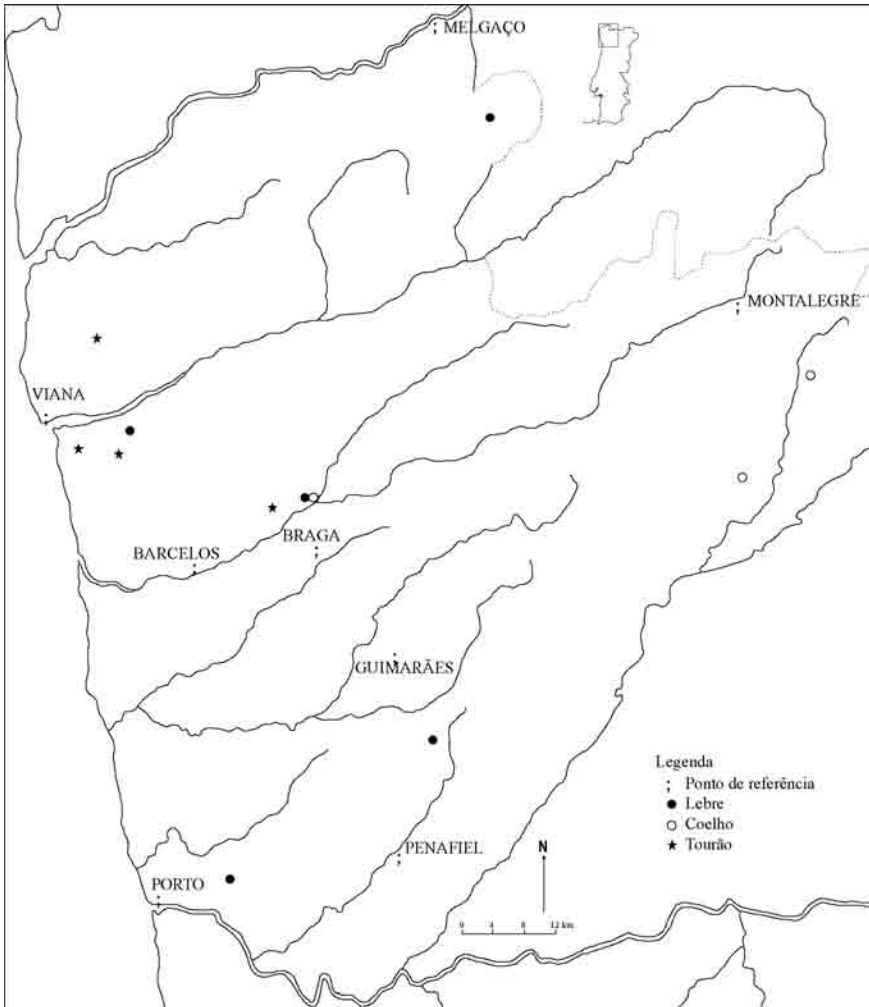 MELGAÇO
MONTALEGRE
VIANA
BRAGA
BARCELOS
GUIMARÃES
Legenda
Ponto de referência
Lebre
Coelho
Tourão
PENAFIEL
N
PORTO
0 4 8 12 km